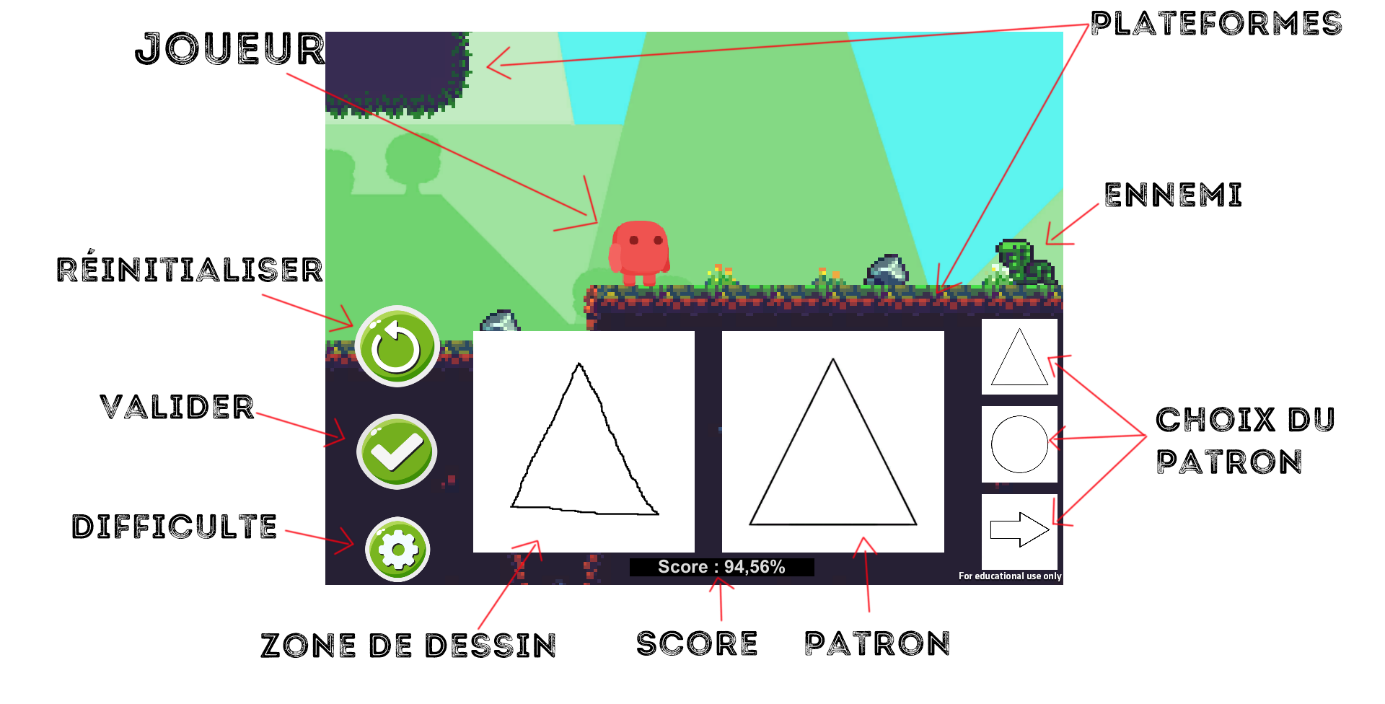 PLATEFORMES
JOUEUR
ENNEMI
RÉINITIALISER
VALIDER
CHOIX DU
PATRON
DIFFICULTE
Score : 94,56%
For educational use only
ZONE DE DESSIN
SCORE
PATRON